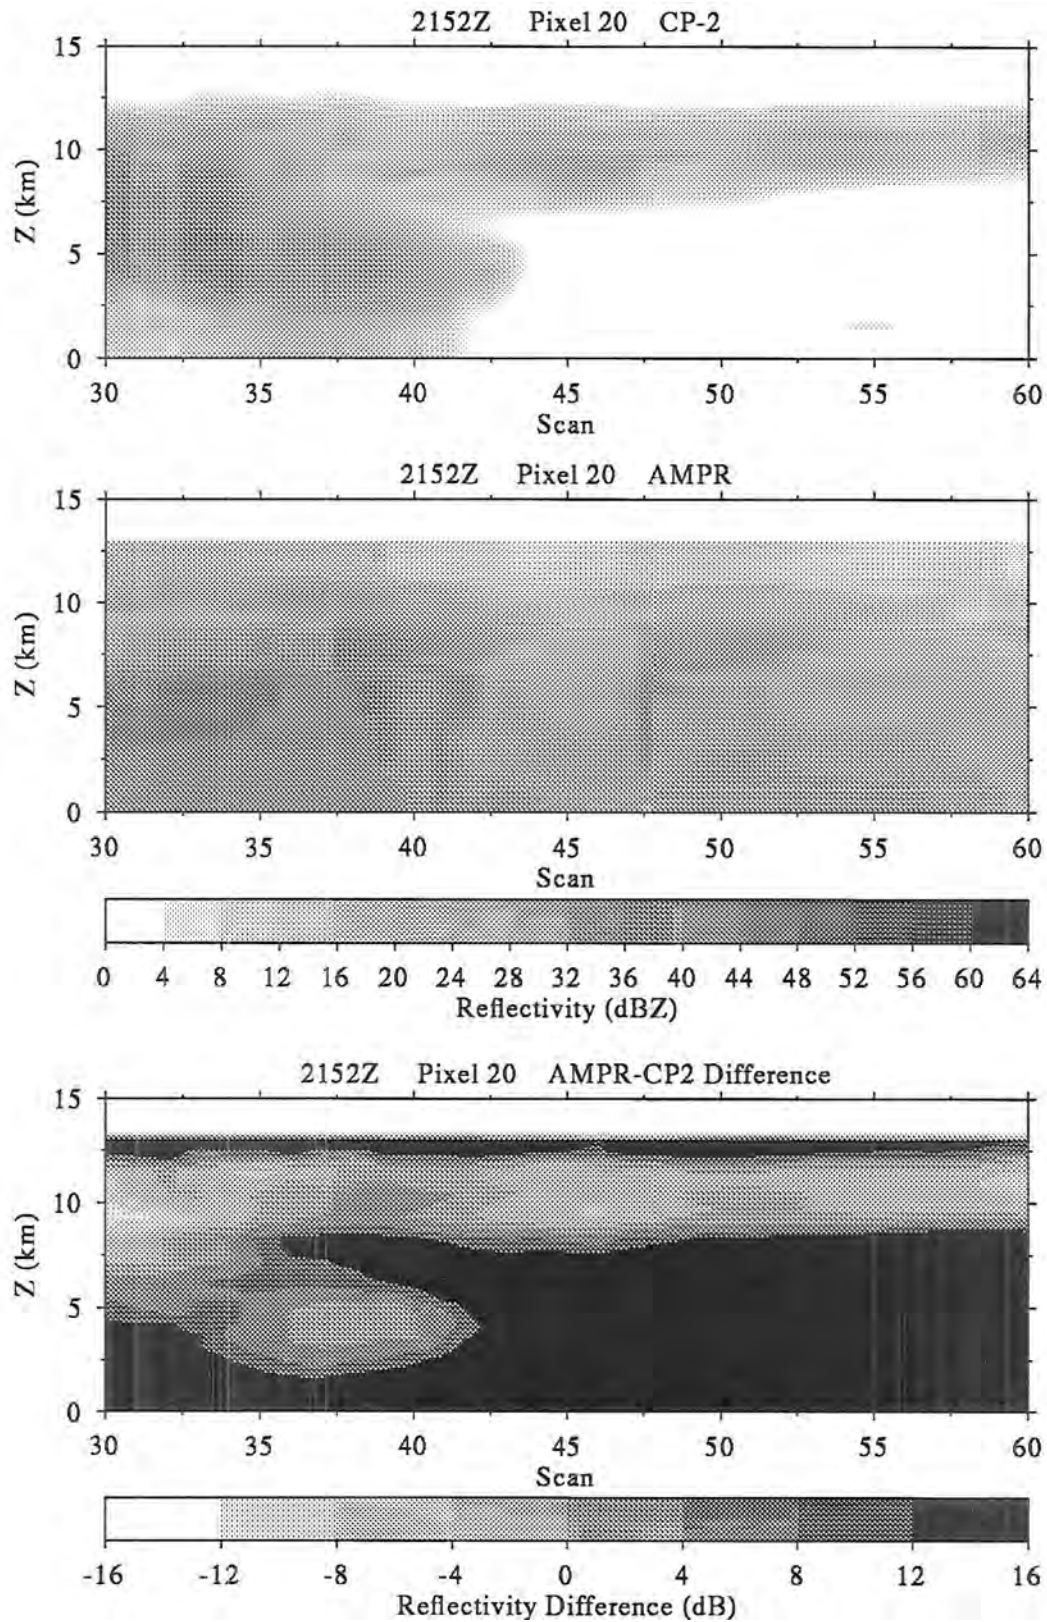 2152Z Pixel 20 CP-2
15
10
5
0
Z (km)
30 35 40 45 50 55 60
Scan
2152Z Pixel 20 AMPR
15
10
5
0
Z (km)
30 35 40 45 50 55 60
Scan
0 4 8 12 16 20 24 28 32 36 40 44 48 52 56 60 64
Reflectivity (dBZ)
2152Z Pixel 20 AMPR-CP2 Difference
15
10
5
0
Z (km)
30 35 40 45 50 55 60
Scan
-16 -12 -8 -4 0 4 8 12 16
Reflectivity Difference (dB)